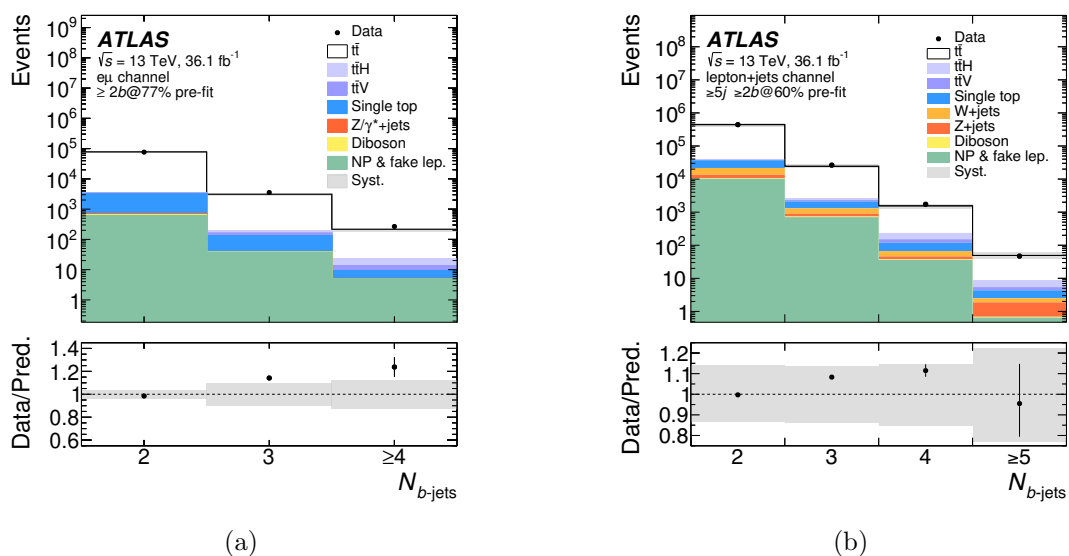 Events
10⁹
10⁸
10⁷
10⁶
10⁵
10⁴
10³
10²
10
1
ATLAS
√s = 13 TeV, 36.1 fb⁻¹
eμ channel
≥ 2b@77% pre-fit
Data
tt̄
tt̄H
tt̄V
Single top
Z/γ*+jets
Diboson
NP & fake lep.
Syst.
Data/Pred.
1.4
1.2
1
0.8
0.6
2 3 ≥4
N b-jets
(a)
Events
10⁸
10⁷
10⁶
10⁵
10⁴
10³
10²
10
1
ATLAS
√s = 13 TeV, 36.1 fb⁻¹
lepton+jets channel
≥5j ≥2b@60% pre-fit
Data
tt̄
tt̄H
tt̄V
Single top
W+jets
Z+jets
Diboson
NP & fake lep.
Syst.
Data/Pred.
1.2
1.1
1
0.9
0.8
2 3 4 ≥5
N b-jets
(b)